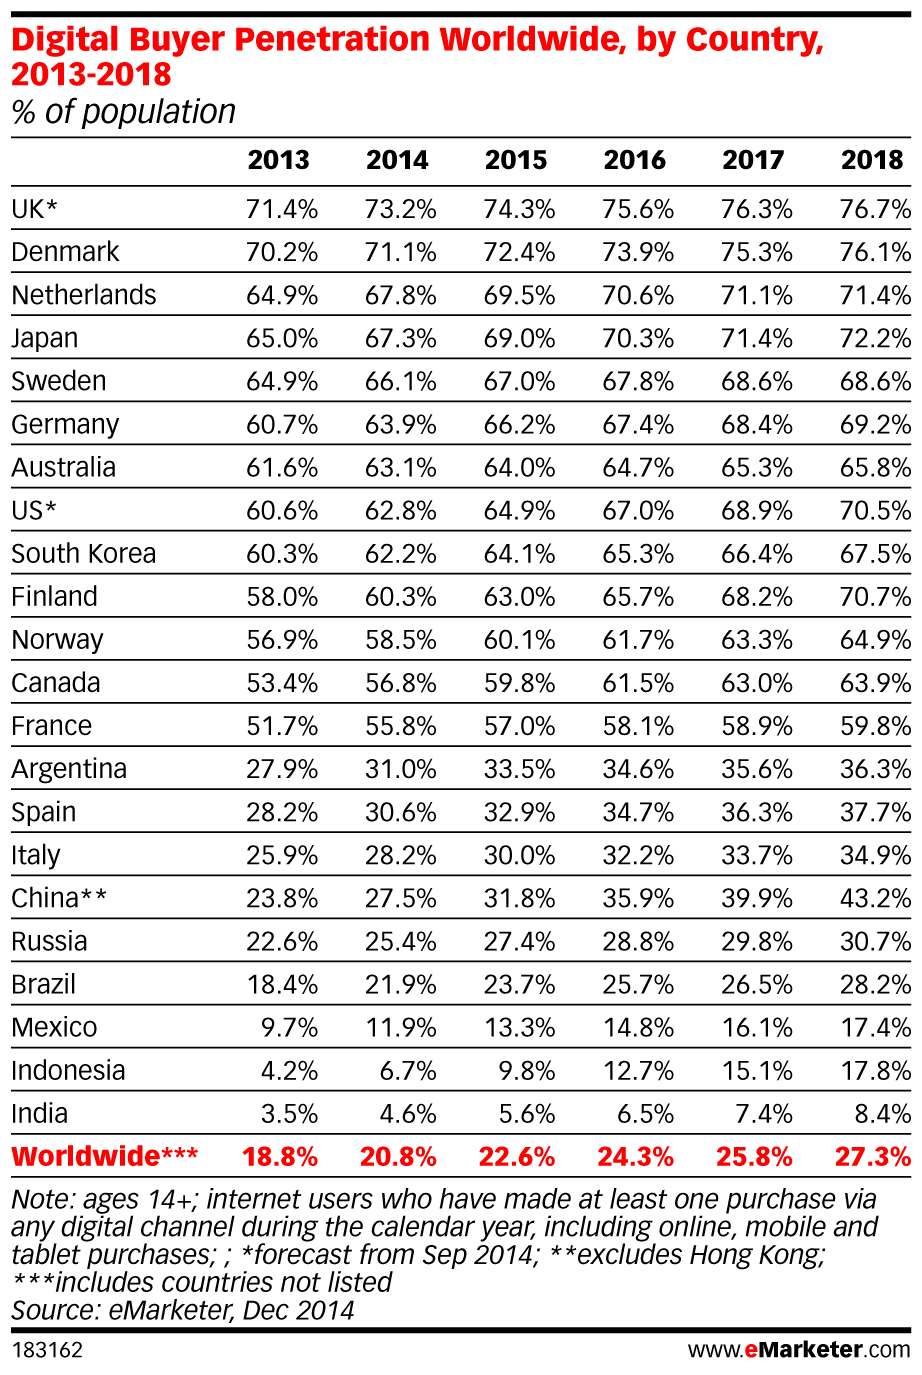 Digital Buyer Penetration Worldwide, by Country,
2013-2018
% of population
2013 2014 2015 2016 2017 2018
UK* 71.4% 73.2% 74.3% 75.6% 76.3% 76.7%
Denmark 70.2% 71.1% 72.4% 73.9% 75.3% 76.1%
Netherlands 64.9% 67.8% 69.5% 70.6% 71.1% 71.4%
Japan 65.0% 67.3% 69.0% 70.3% 71.4% 72.2%
Sweden 64.9% 66.1% 67.0% 67.8% 68.6% 68.6%
Germany 60.7% 63.9% 66.2% 67.4% 68.4% 69.2%
Australia 61.6% 63.1% 64.0% 64.7% 65.3% 65.8%
US* 60.6% 62.8% 64.9% 67.0% 68.9% 70.5%
South Korea 60.3% 62.2% 64.1% 65.3% 66.4% 67.5%
Finland 58.0% 60.3% 63.0% 65.7% 68.2% 70.7%
Norway 56.9% 58.5% 60.1% 61.7% 63.3% 64.9%
Canada 53.4% 56.8% 59.8% 61.5% 63.0% 63.9%
France 51.7% 55.8% 57.0% 58.1% 58.9% 59.8%
Argentina 27.9% 31.0% 33.5% 34.6% 35.6% 36.3%
Spain 28.2% 30.6% 32.9% 34.7% 36.3% 37.7%
Italy 25.9% 28.2% 30.0% 32.2% 33.7% 34.9%
China** 23.8% 27.5% 31.8% 35.9% 39.9% 43.2%
Russia 22.6% 25.4% 27.4% 28.8% 29.8% 30.7%
Brazil 18.4% 21.9% 23.7% 25.7% 26.5% 28.2%
Mexico 9.7% 11.9% 13.3% 14.8% 16.1% 17.4%
Indonesia 4.2% 6.7% 9.8% 12.7% 15.1% 17.8%
India 3.5% 4.6% 5.6% 6.5% 7.4% 8.4%
Worldwide*** 18.8% 20.8% 22.6% 24.3% 25.8% 27.3%
Note: ages 14+; internet users who have made at least one purchase via
any digital channel during the calendar year, including online, mobile and
tablet purchases; ; *forecast from Sep 2014; **excludes Hong Kong;
***includes countries not listed
Source: eMarketer, Dec 2014
183162 www.eMarketer.com